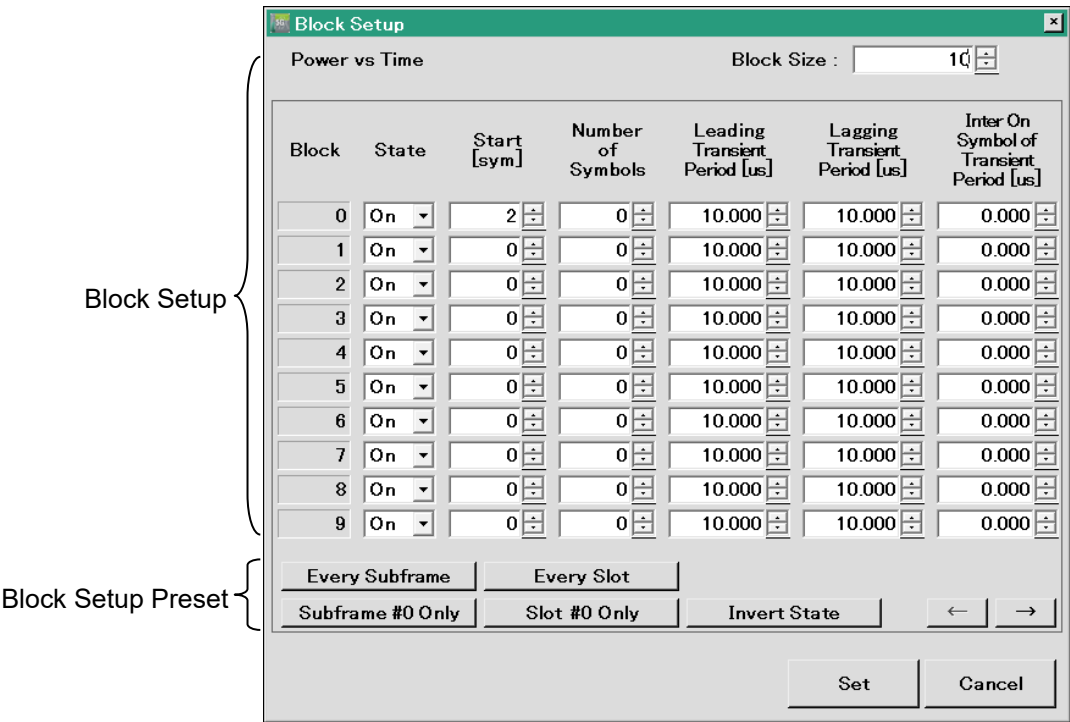 5G
Block Setup
Power vs Time Block Size : 10
Block State Start [sym] Number of Symbols Leading Transient Period [us] Lagging Transient Period [us] Inter On Symbol of Transient Period [us]
0 On 2 0 10.000 10.000 0.000
1 On 0 0 10.000 10.000 0.000
2 On 0 0 10.000 10.000 0.000
3 On 0 0 10.000 10.000 0.000
4 On 0 0 10.000 10.000 0.000
5 On 0 0 10.000 10.000 0.000
6 On 0 0 10.000 10.000 0.000
7 On 0 0 10.000 10.000 0.000
8 On 0 0 10.000 10.000 0.000
9 On 0 0 10.000 10.000 0.000
Block Setup
Every Subframe Every Slot
Subframe #0 Only Slot #0 Only Invert State ← →
Block Setup Preset
Set Cancel